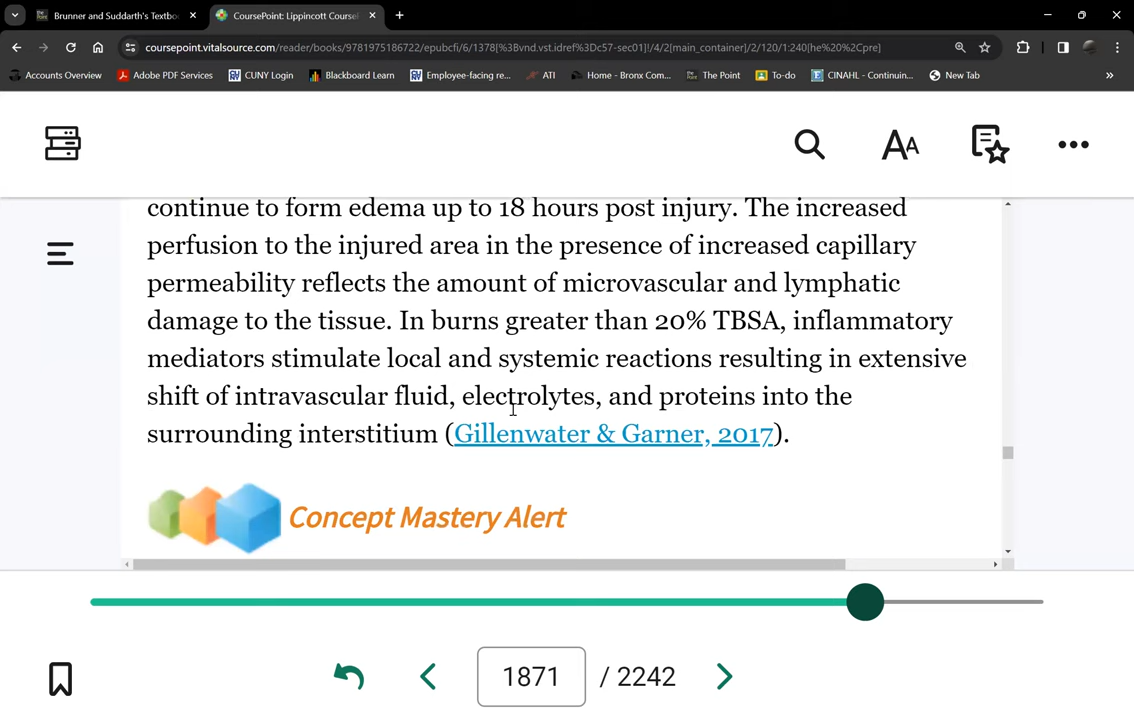 Brunner and Suddarth's Textbo
CoursePoint: Lippincott Course
coursepoint.vitalsource.com/reader/books/9781975186722/epubcfi/6/1378[%3Bvnd.vst.idref%3Dc57-sec01]!/4/2[main_container]/2/120/1:240[he%20%2Cpre]
Accounts Overview Adobe PDF Services CUNY Login Blackboard Learn Employee-facing re... ATI Home - Bronx Com... The Point To-do CINAHL - Continuin... New Tab »
AA
continue to form edema up to 18 hours post injury. The increased
perfusion to the injured area in the presence of increased capillary
permeability reflects the amount of microvascular and lymphatic
damage to the tissue. In burns greater than 20% TBSA, inflammatory
mediators stimulate local and systemic reactions resulting in extensive
shift of intravascular fluid, electrolytes, and proteins into the
surrounding interstitium (Gillenwater & Garner, 2017).
Concept Mastery Alert
1871 / 2242